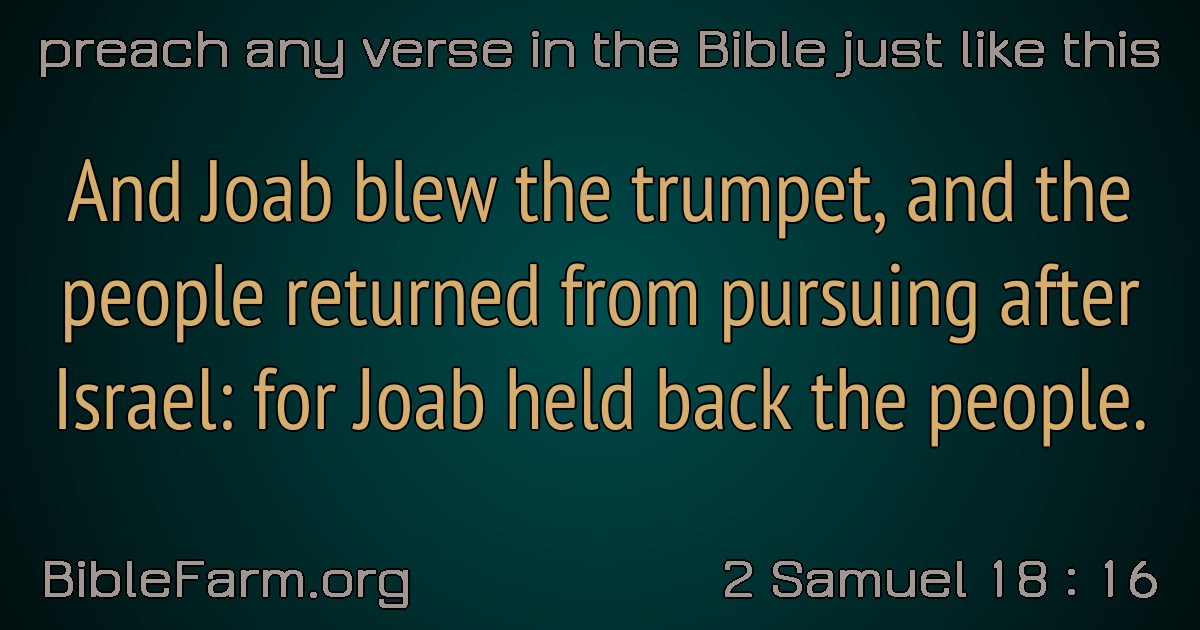 preach any verse in the Bible just like this
And Joab blew the trumpet, and the
people returned from pursuing after
Israel: for Joab held back the people.
BibleFarm.org
2 Samuel 18 : 16